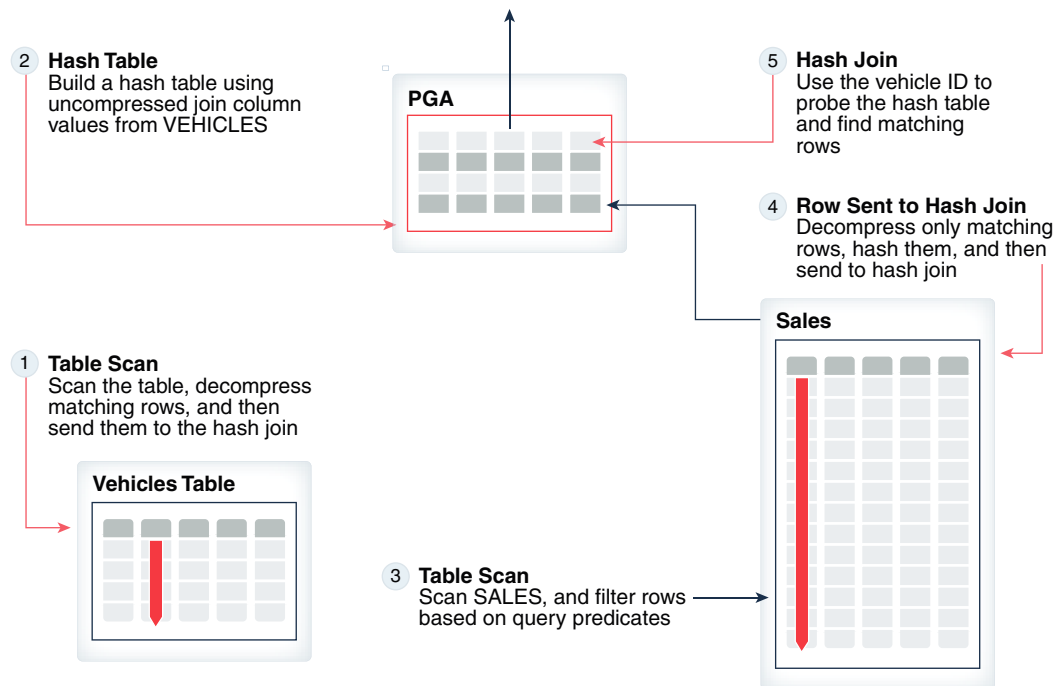 2 Hash Table
Build a hash table using
uncompressed join column
values from VEHICLES
PGA
5 Hash Join
Use the vehicle ID to
probe the hash table
and find matching
rows
4 Row Sent to Hash Join
Decompress only matching
rows, hash them, and then
send to hash join
Sales
1 Table Scan
Scan the table, decompress
matching rows, and then
send them to the hash join
Vehicles Table
3 Table Scan
Scan SALES, and filter rows
based on query predicates